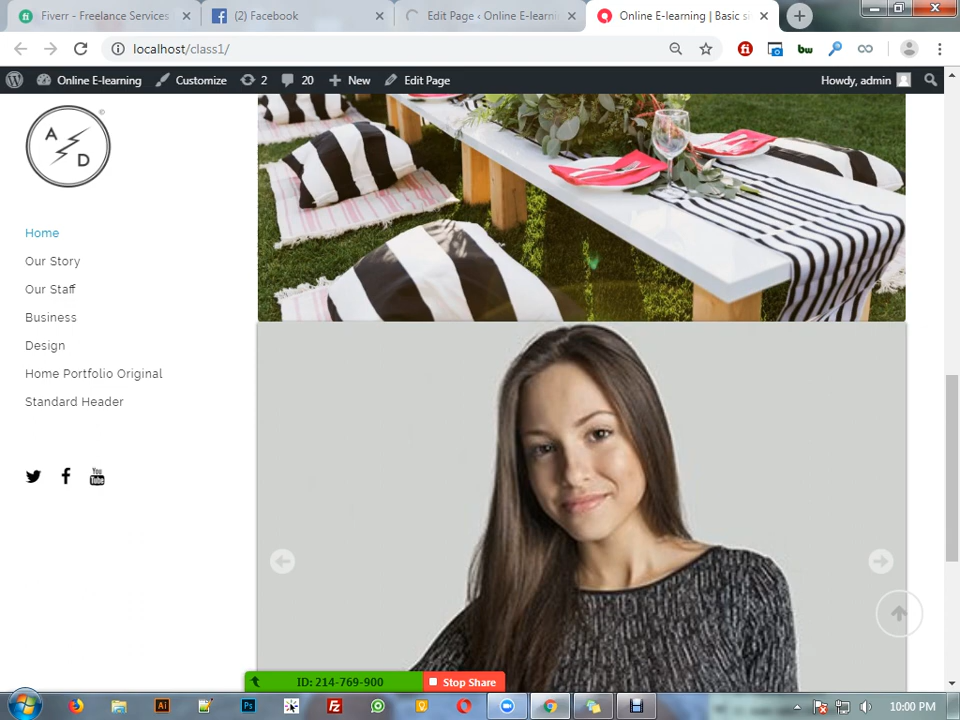 Fiverr - Freelance Services
(2) Facebook
Edit Page ‹ Online E-learni
Online E-learning | Basic si
localhost/class1/
Online E-learning
Customize
2
20
New
Edit Page
Howdy, admin
A
D
Home
Our Story
Our Staff
Business
Design
Home Portfolio Original
Standard Header
You
Tube
ID: 214-769-900
Stop Share
10:00 PM